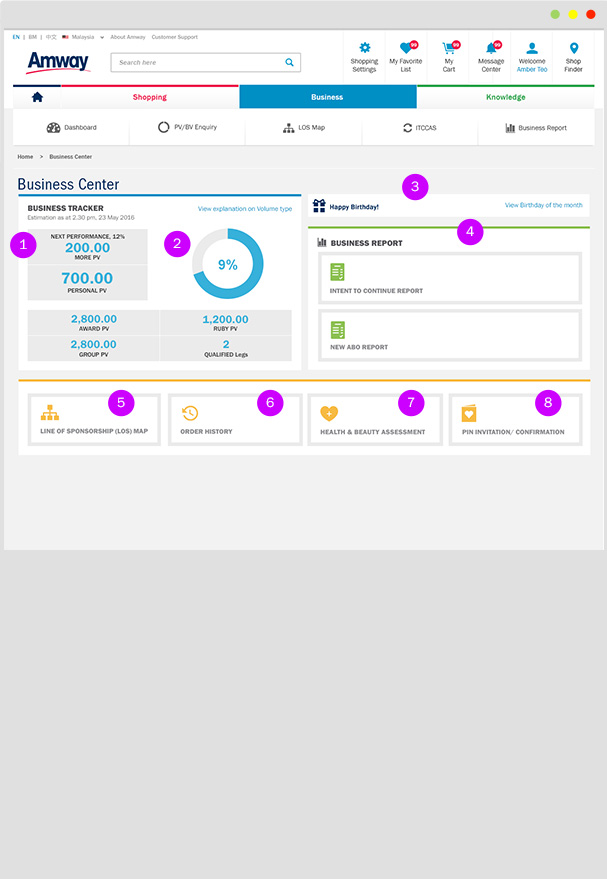 EN | BM | 中文 Malaysia About Amway Customer Support
Amway
Search here
Shopping Settings
99
My Favorite List
99
My Cart
99
Message Center
Welcome Amber Teo
Shop Finder
Shopping Business Knowledge
Dashboard PV/BV Enquiry LOS Map ITCCAS Business Report
Home > Business Center
Business Center
BUSINESS TRACKER View explanation on Volume type
Estimation as at 2.30 pm, 23 May 2016
1
NEXT PERFORMANCE, 12%
200.00
MORE PV
700.00
PERSONAL PV
2
9%
2,800.00
AWARD PV
1,200.00
RUBY PV
2,800.00
GROUP PV
2
QUALIFIED Legs
3
Happy Birthday! View Birthday of the month
4
BUSINESS REPORT
INTENT TO CONTINUE REPORT
NEW ABO REPORT
5
LINE OF SPONSORSHIP (LOS) MAP
6
ORDER HISTORY
7
HEALTH & BEAUTY ASSESSMENT
8
PIN INVITATION/ CONFIRMATION